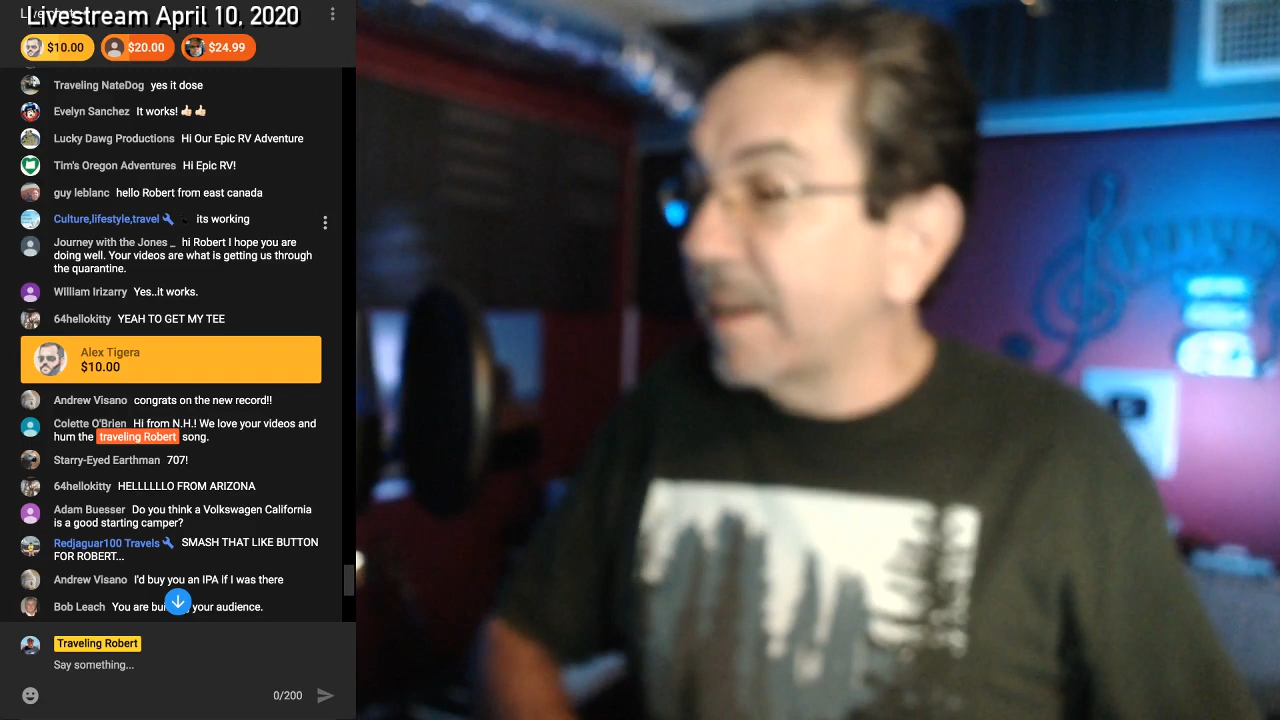 Livestream April 10, 2020
$10.00 $20.00 $24.99
Traveling NateDog yes it dose
Evelyn Sanchez It works! 👍🏻👍🏻
Lucky Dawg Productions Hi Our Epic RV Adventure
Tim's Oregon Adventures Hi Epic RV!
guy leblanc hello Robert from east canada
Culture,lifestyle,travel its working
Journey with the Jones _ hi Robert I hope you are
doing well. Your videos are what is getting us through
the quarantine.
William Irizarry Yes..it works.
64hellokitty YEAH TO GET MY TEE
Alex Tigera
$10.00
Andrew Visano congrats on the new record!!
Colette O'Brien Hi from N.H.! We love your videos and
hum the traveling Robert song.
Starry-Eyed Earthman 707!
64hellokitty HELLLLLLO FROM ARIZONA
Adam Buesser Do you think a Volkswagen California
is a good starting camper?
Redjaguar100 Travels SMASH THAT LIKE BUTTON
FOR ROBERT...
Andrew Visano I'd buy you an IPA if I was there
Bob Leach You are your audience.
Traveling Robert
Say something...
0/200